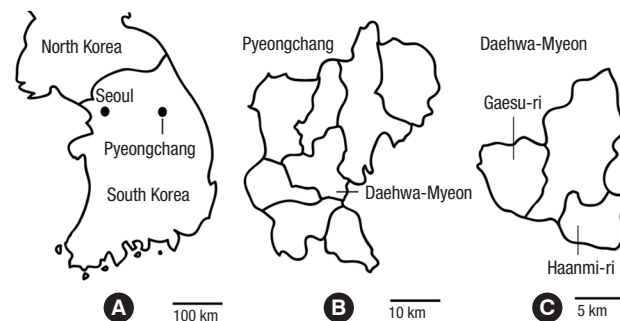 North Korea
Seoul
Pyeongchang
South Korea
A
100 km
Pyeongchang
Daehwa-Myeon
B
10 km
Daehwa-Myeon
Gaesu-ri
Haanmi-ri
C
5 km